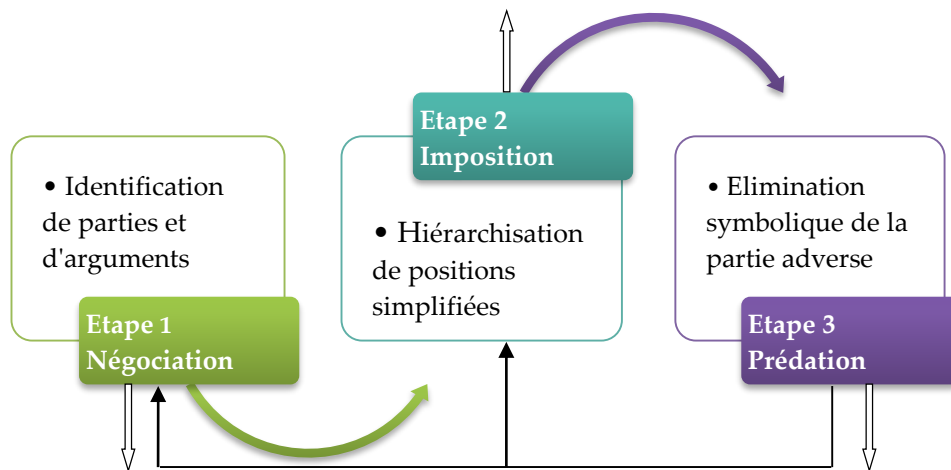 • Identification
de parties et
d'arguments
Etape 1
Négociation
Etape 2
Imposition
• Hiérarchisation
de positions
simplifiées
• Elimination
symbolique de la
partie adverse
Etape 3
Prédation